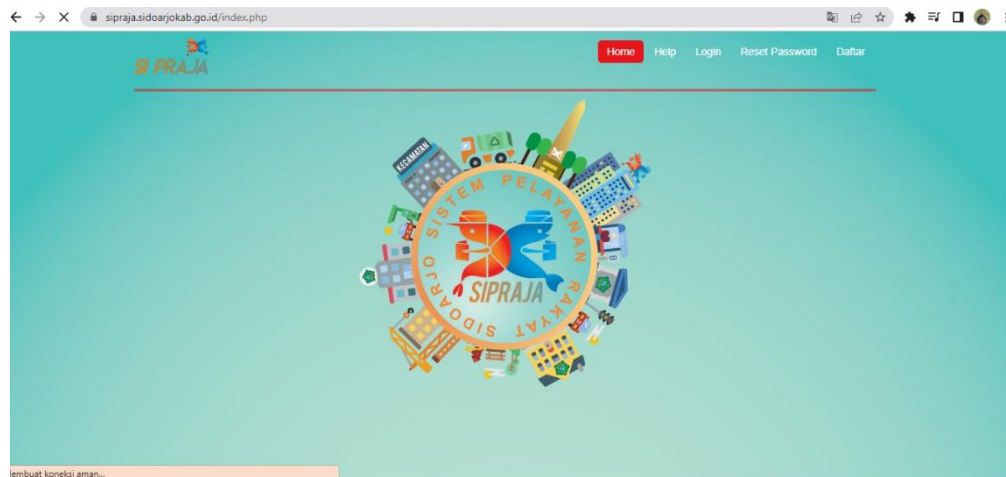 sipraja.sidoarjokab.go.id/index.php
SI PRAJA
Home Help Login Reset Password Daftar
KECAMATAN
SISTEM PELAYANAN RAKYAT SIDOARJO
SIPRAJA
embuat koneksi aman...